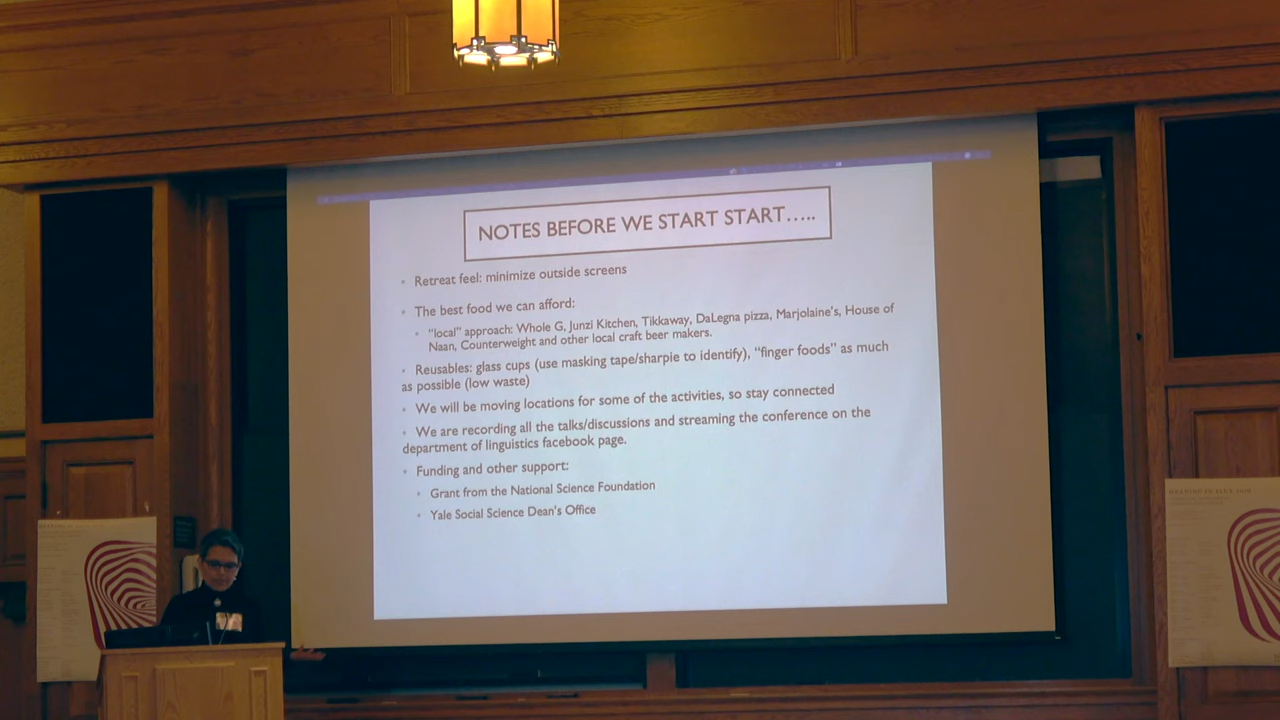 NOTES BEFORE WE START START…..
• Retreat feel: minimize outside screens
• The best food we can afford:
• "local" approach: Whole G, Junzi Kitchen, Tikkaway, DaLegna pizza, Marjolaine's, House of
Naan, Counterweight and other local craft beer makers.
• Reusables: glass cups (use masking tape/sharpie to identify), "finger foods" as much
as possible (low waste)
• We will be moving locations for some of the activities, so stay connected
• We are recording all the talks/discussions and streaming the conference on the
department of linguistics facebook page.
• Funding and other support:
• Grant from the National Science Foundation
• Yale Social Science Dean's Office